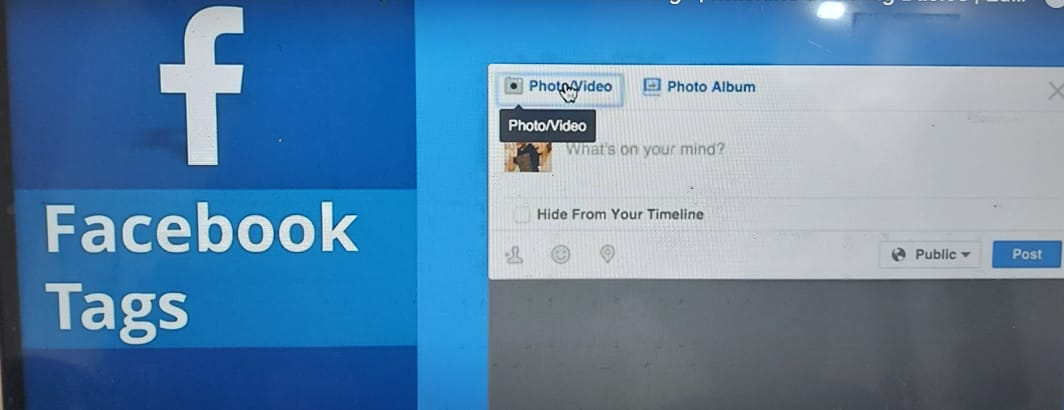 f
Facebook
Tags
Photo/Video
Photo Album
Photo/Video
What's on your mind?
Hide From Your Timeline
Public
Post